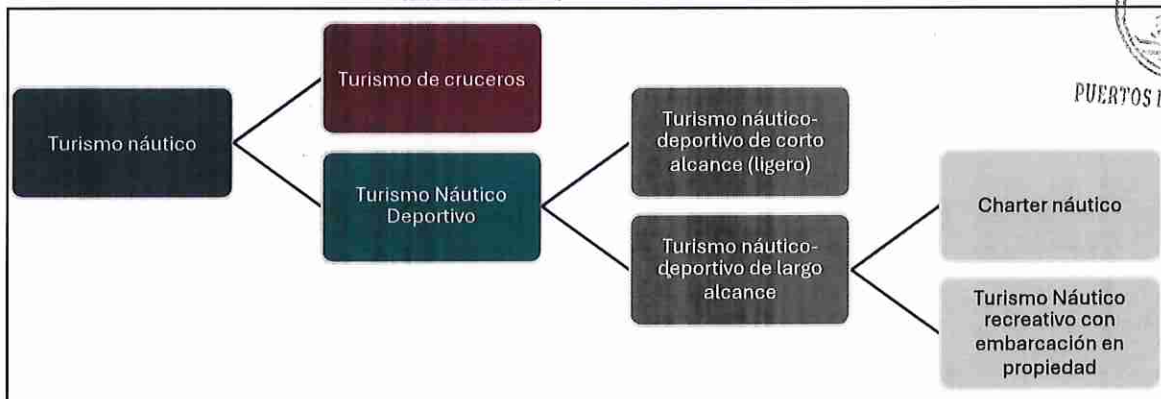 Turismo náutico
Turismo de cruceros
Turismo Náutico
Deportivo
Turismo náutico-
deportivo de corto
alcance (ligero)
Turismo náutico-
deportivo de largo
alcance
Charter náutico
Turismo Náutico
recreativo con
embarcación en
propiedad
PUERTOS